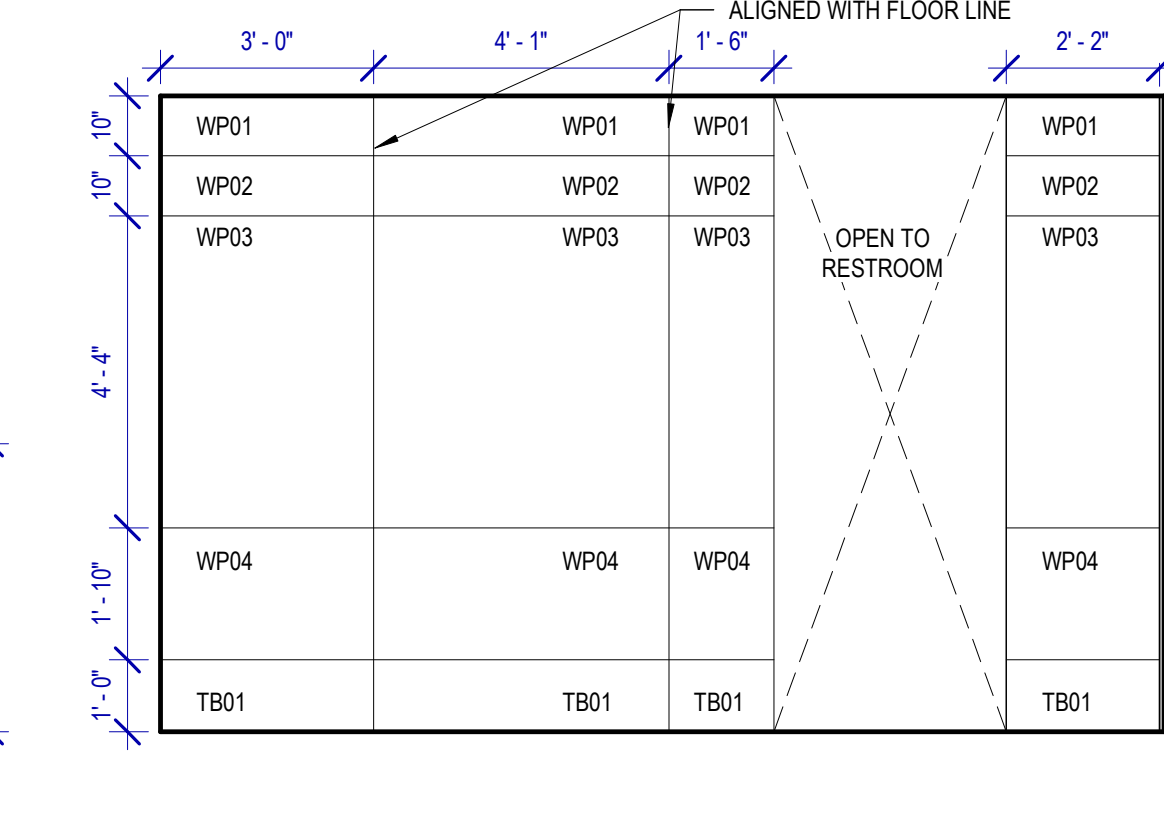 ALIGNED WITH FLOOR LINE
3' - 0"
4' - 1"
1' - 6"
2' - 2"
10"
WP01
WP01
WP01
WP01
10"
WP02
WP02
WP02
WP02
WP03
WP03
WP03
WP03
OPEN TO
RESTROOM
4' - 4"
WP04
WP04
WP04
WP04
1' - 10"
TB01
TB01
TB01
TB01
1' - 0"